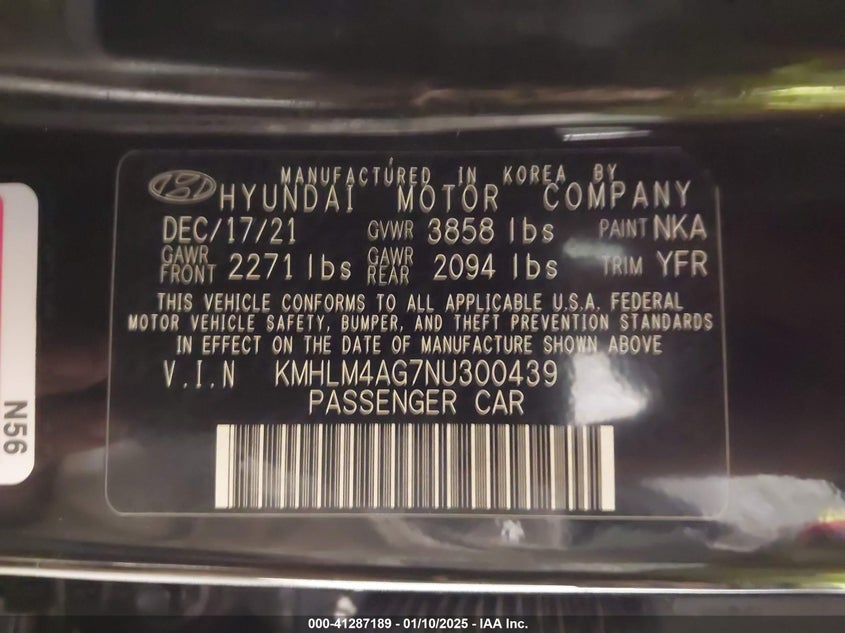 MANUFACTURED IN KOREA BY
HYUNDAI MOTOR COMPANY
DEC/17/21 GVWR 3858 lbs PAINT NKA
GAWR FRONT 2271 lbs GAWR REAR 2094 lbs TRIM YFR
THIS VEHICLE CONFORMS TO ALL APPLICABLE U.S.A. FEDERAL
MOTOR VEHICLE SAFETY, BUMPER, AND THEFT PREVENTION STANDARDS
IN EFFECT ON THE DATE OF MANUFACTURE SHOWN ABOVE
V.I.N KMHLM4AG7NU300439
PASSENGER CAR
N56
000-41287189 — 01/10/2025 - IAA Inc.